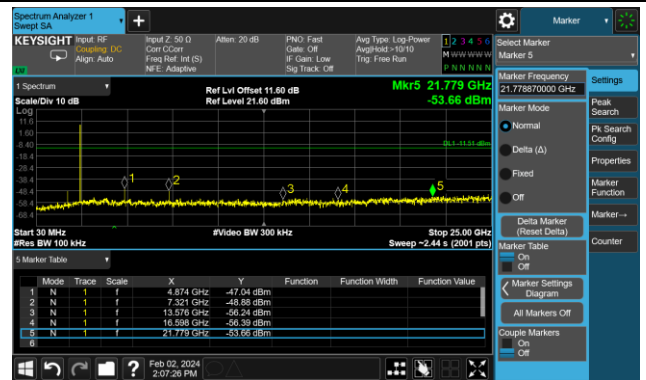 Spectrum Analyzer 1
Swept SA
Marker
KEYSIGHT
Input: RF
Coupling: DC
Align: Auto
Input Z: 50 Ω
Corr CCorr
Freq Ref: Int (S)
NFE: Adaptive
Atten: 20 dB
PNO: Fast
Gate: Off
IF Gain: Low
Sig Track: Off
Avg Type: Log-Power
Avg|Hold:>10/10
Trig: Free Run
1 2 3 4 5 6
M W W W W W
P N N N N N
LW
Select Marker
Marker 5
1 Spectrum
Scale/Div 10 dB
Ref Lvl Offset 11.60 dB
Ref Level 21.60 dBm
Mkr5 21.779 GHz
-53.66 dBm
Log
11.6
1.60
-8.40
-18.4
-28.4
-38.4
-48.4
-58.4
-68.4
DL1 -11.51 dBm
1
2
3
4
5
Start 30 MHz
#Res BW 100 kHz
#Video BW 300 kHz
Stop 25.00 GHz
Sweep ~2.44 s (2001 pts)
5 Marker Table
Mode Trace Scale X Y Function Function Width Function Value
1 N 1 f 4.874 GHz -47.04 dBm
2 N 1 f 7.321 GHz -48.88 dBm
3 N 1 f 13.576 GHz -56.24 dBm
4 N 1 f 16.598 GHz -56.39 dBm
5 N 1 f 21.779 GHz -53.66 dBm
6
Marker Frequency
21.778870000 GHz
Marker Mode
Normal
Delta (Δ)
Fixed
Off
Delta Marker
(Reset Delta)
Marker Table
On
Off
Marker Settings
Diagram
All Markers Off
Couple Markers
On
Off
Settings
Peak
Search
Pk Search
Config
Properties
Marker
Function
Marker→
Counter
?
Feb 02, 2024
2:07:26 PM